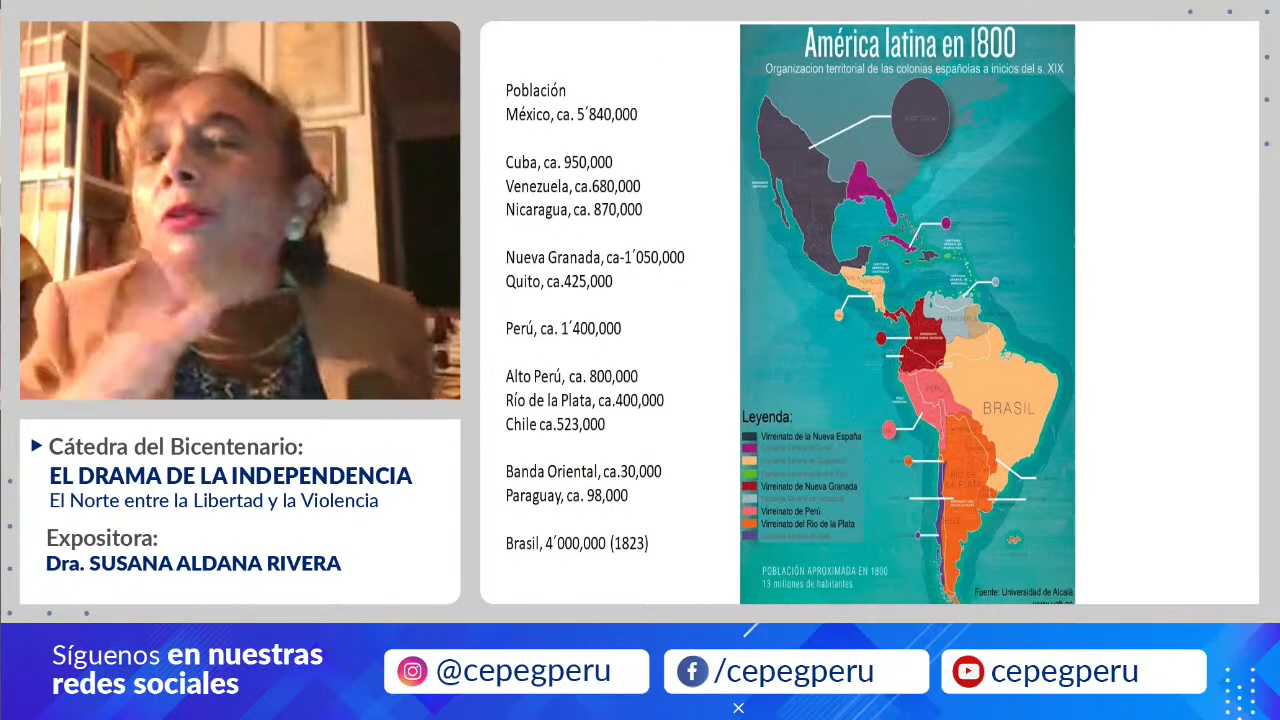 Población
México, ca. 5´840,000
Cuba, ca. 950,000
Venezuela, ca.680,000
Nicaragua, ca. 870,000
Nueva Granada, ca-1´050,000
Quito, ca.425,000
Perú, ca. 1´400,000
Alto Perú, ca. 800,000
Río de la Plata, ca.400,000
Chile ca.523,000
Banda Oriental, ca.30,000
Paraguay, ca. 98,000
Brasil, 4´000,000 (1823)
América latina en 1800
Organizacion territorial de las colonias españolas a inicios del s. XIX
PERÚ
BRASIL
Leyenda:
Virreinato de la Nueva España
Virreinato de Nueva Granada
Virreinato de Perú
Virreinato del Rio de la Plata
POBLACIÓN APROXIMADA EN 1800
13 millones de habitantes
Fuente: Universidad de Alcalá
Cátedra del Bicentenario:
EL DRAMA DE LA INDEPENDENCIA
El Norte entre la Libertad y la Violencia
Expositora:
Dra. SUSANA ALDANA RIVERA
Síguenos en nuestras
redes sociales
@cepegperu
/cepegperu
cepegperu